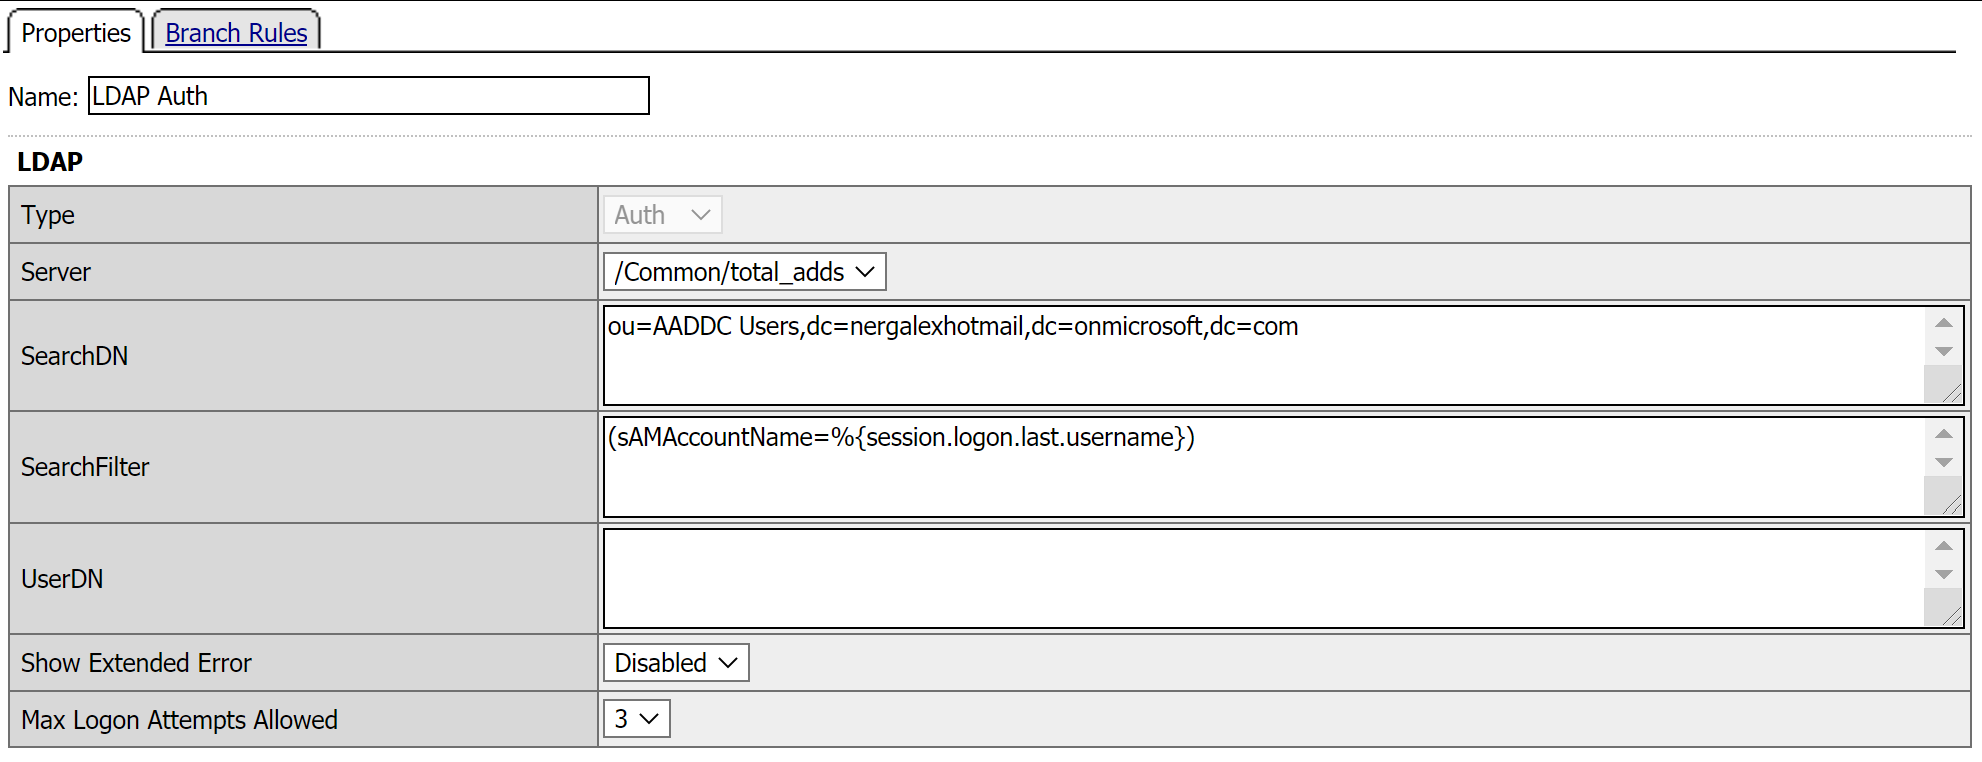 Properties
Branch Rules
Name: LDAP Auth
LDAP
Type Auth
Server /Common/total_adds
SearchDN ou=AADDC Users,dc=nergalexhotmail,dc=onmicrosoft,dc=com
SearchFilter (sAMAccountName=%{session.logon.last.username})
UserDN
Show Extended Error Disabled
Max Logon Attempts Allowed 3